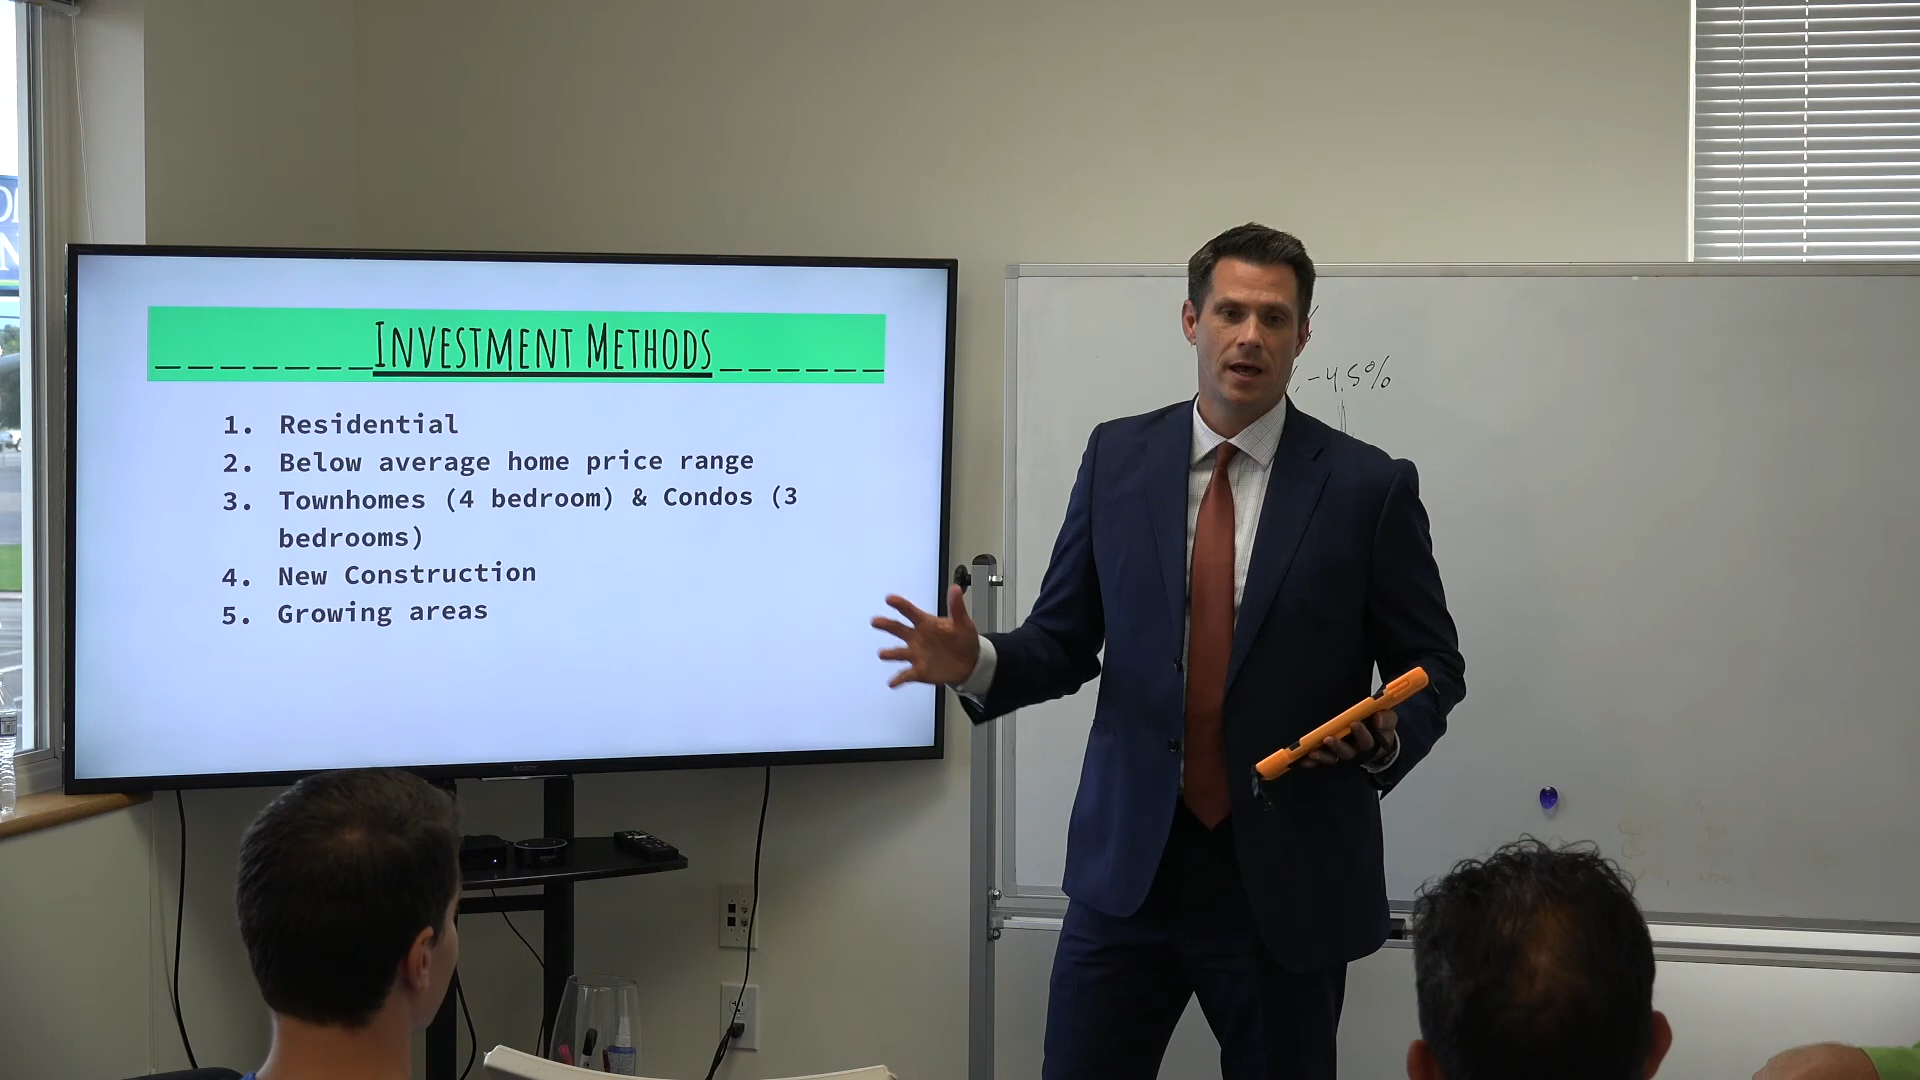 Investment Methods
1. Residential
2. Below average home price range
3. Townhomes (4 bedroom) & Condos (3
bedrooms)
4. New Construction
5. Growing areas
-4.5%
SONY